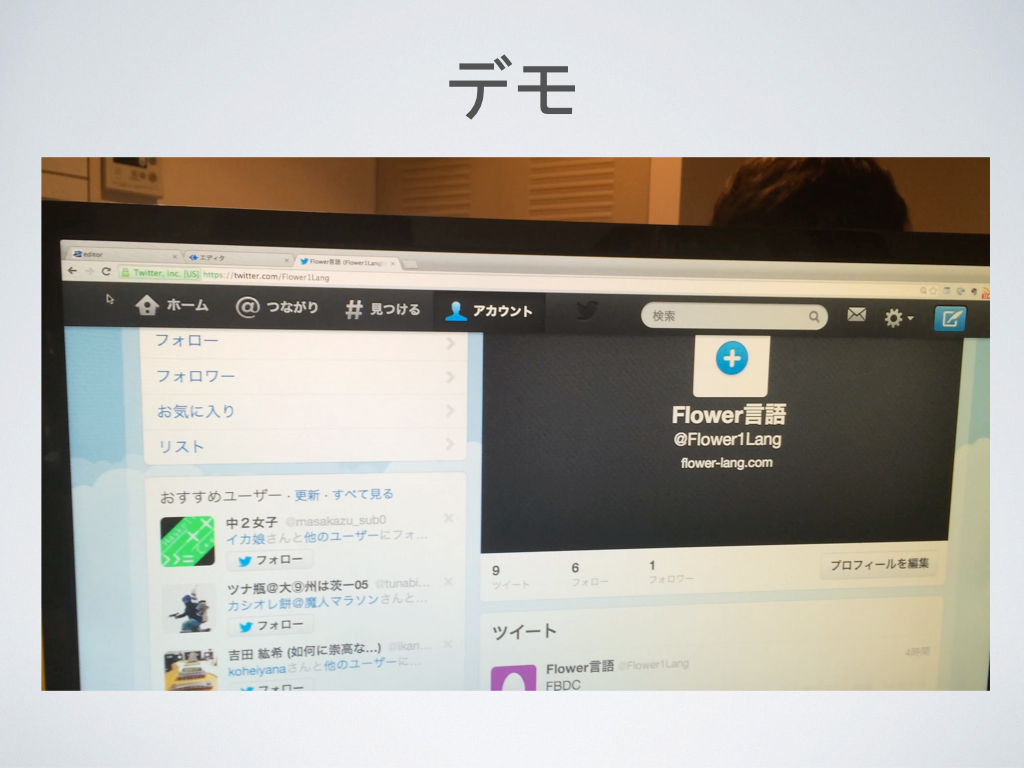 デモ
editor
エディタ
Flower言語 (Flower1Lang)
Twitter, Inc. [US] https://twitter.com/Flower1Lang
ホーム
@ つながり
# 見つける
アカウント
検索
フォロー
フォロワー
お気に入り
リスト
おすすめユーザー · 更新 · すべて見る
中２女子 @masakazu_sub0
イカ娘さんと他のユーザーにフォ…
フォロー
ツナ瓶@大⑨州は茨一05 @tunabi…
カシオレ餅@魔人マラソンさんと…
フォロー
吉田 紘希 (如何に崇高な…) @ikan…
koheiyanaさんと他のユーザーに…
フォロー
Flower言語
@Flower1Lang
flower-lang.com
9
ツイート
6
フォロー
1
フォロワー
プロフィールを編集
ツイート
Flower言語 @Flower1Lang
4時間
FBDC